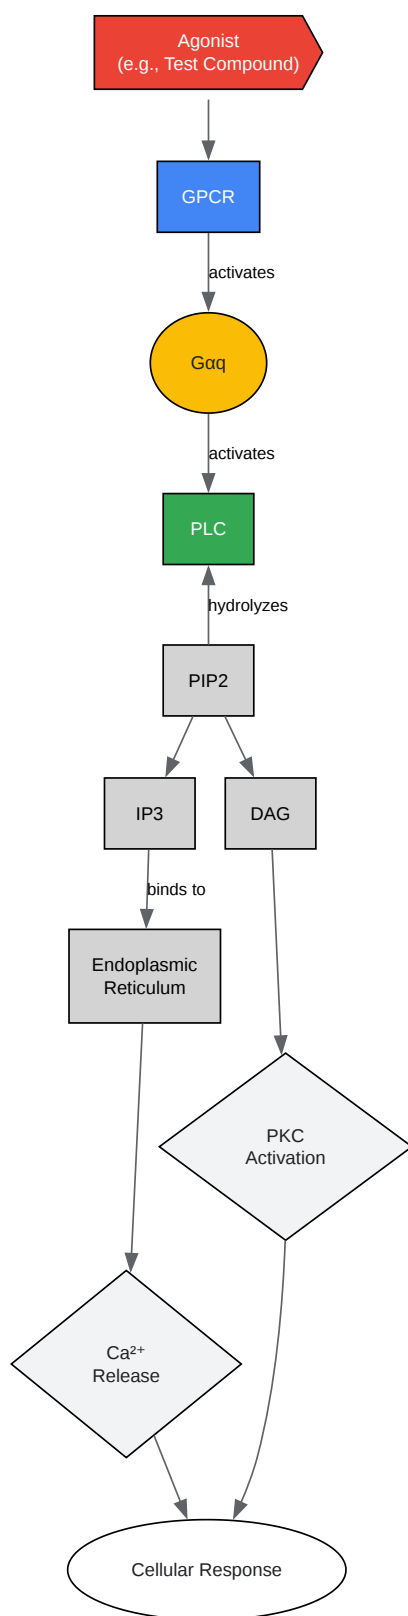 Agonist
(e.g., Test Compound)
GPCR
activates
Gαq
activates
PLC
hydrolyzes
PIP2
IP3
DAG
binds to
Endoplasmic
Reticulum
PKC
Activation
Ca²⁺
Release
Cellular Response